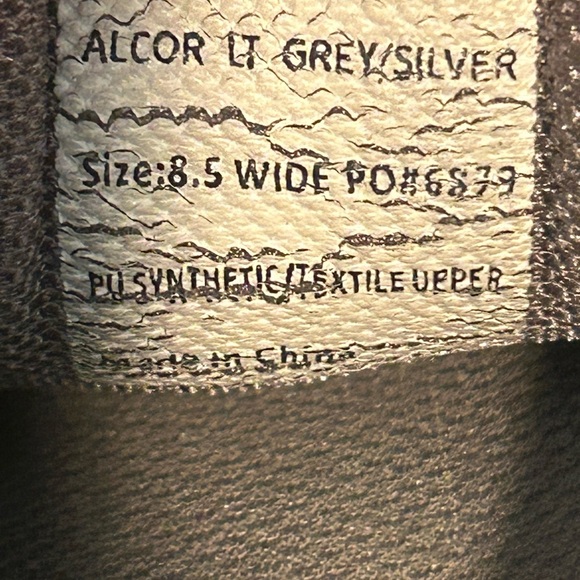 ALCOR LT GREY/SILVER
Size:8.5 WIDE PO#6879
PU SYNTHETIC/TEXTILE UPPER
Made in China